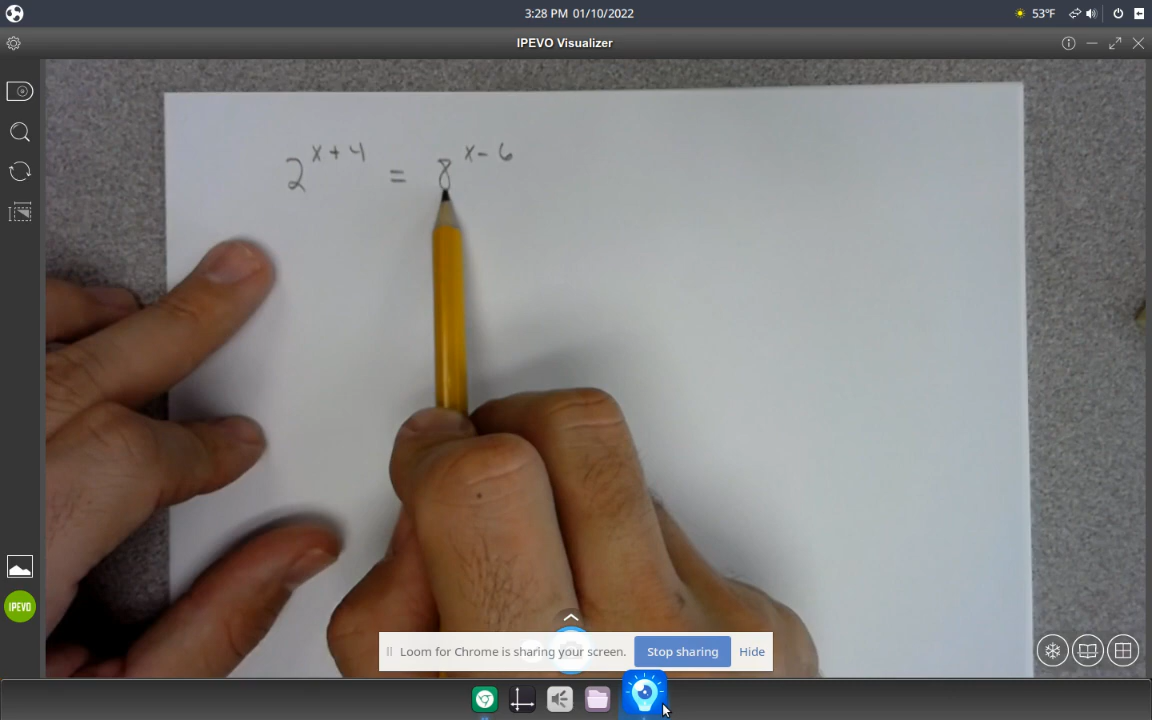 3:28 PM 01/10/2022
53°F
IPEVO Visualizer
2^{x+4} = 8^{x-6}
IPEVO
Loom for Chrome is sharing your screen.
Stop sharing
Hide